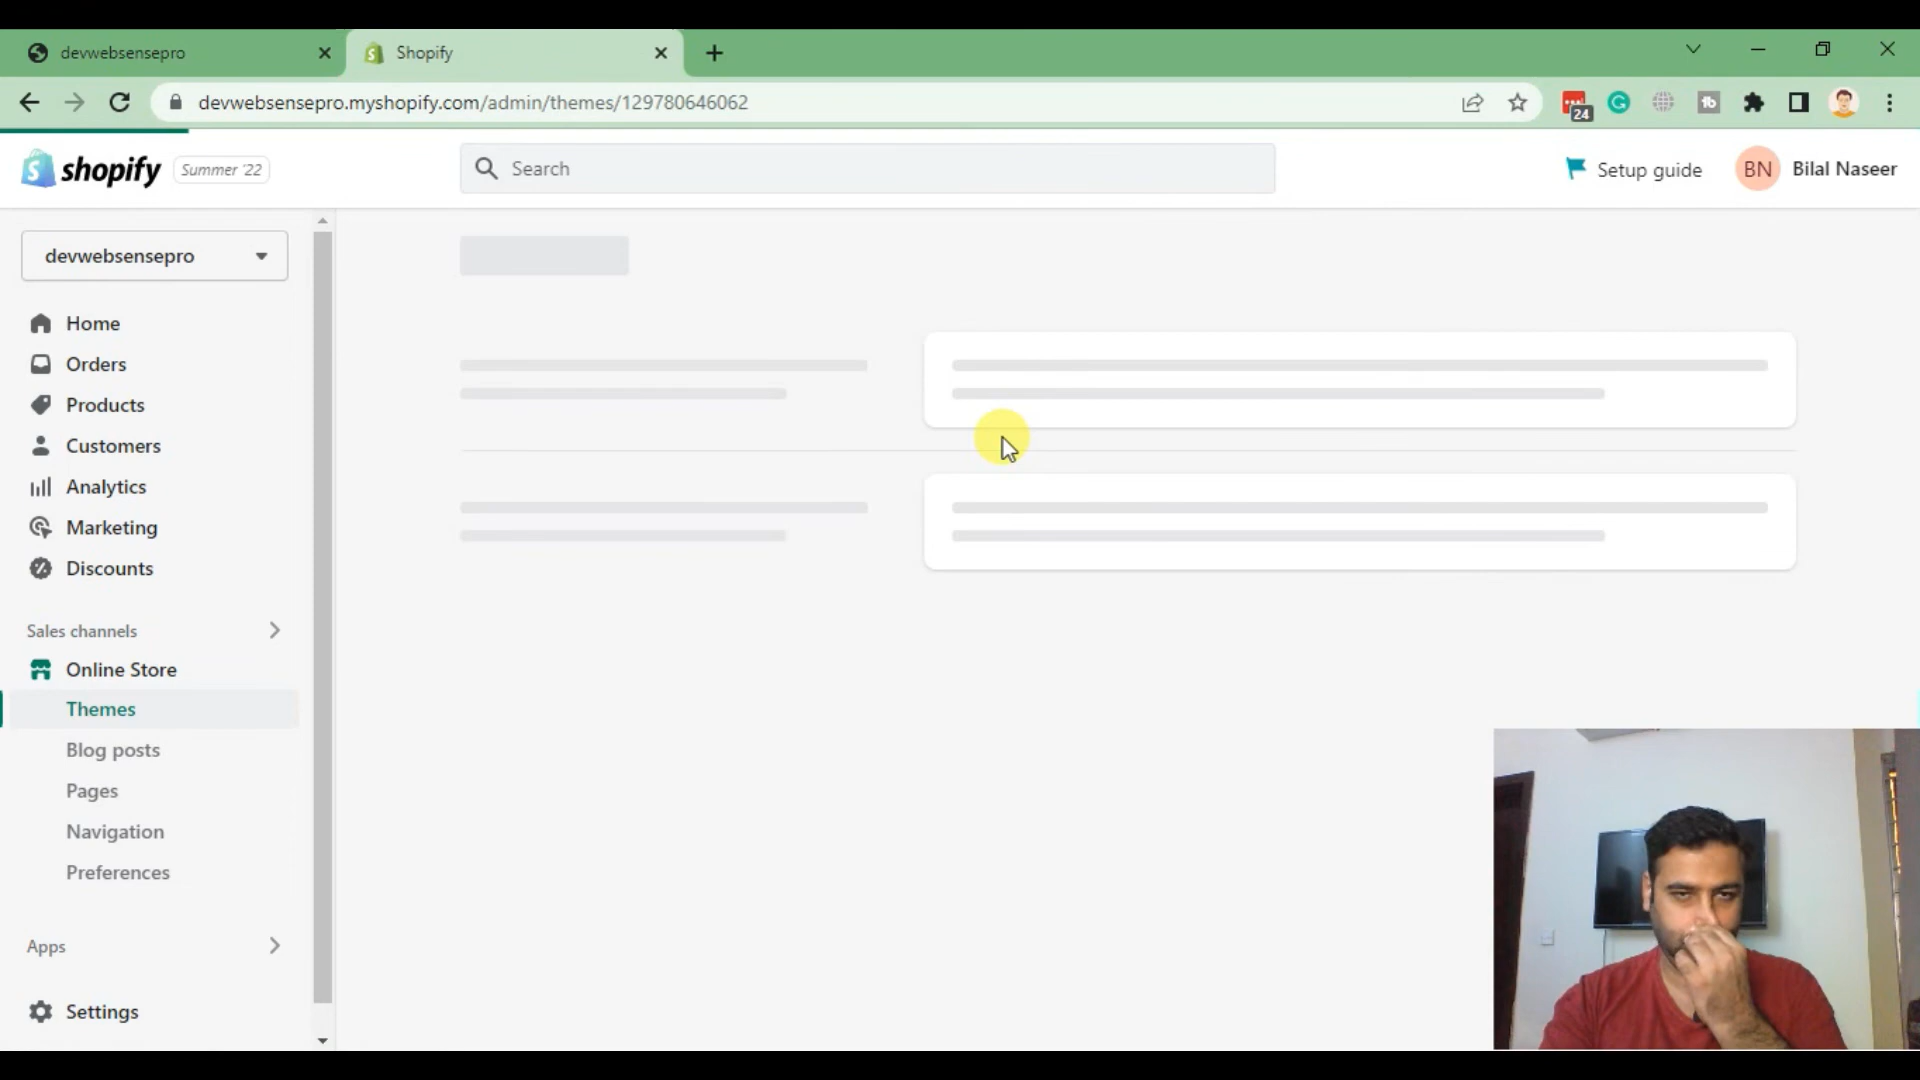 devwebsensepro
Shopify
devwebsensepro.myshopify.com/admin/themes/129780646062
24
shopify
Summer '22
Search
Setup guide
BN
Bilal Naseer
devwebsensepro
Home
Orders
Products
Customers
Analytics
Marketing
Discounts
Sales channels
Online Store
Themes
Blog posts
Pages
Navigation
Preferences
Apps
Settings